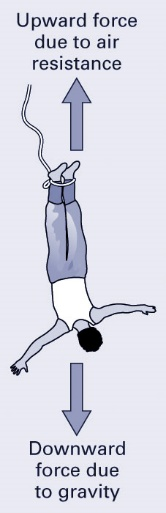 Upward force
due to air
resistance
Downward
force due
to gravity